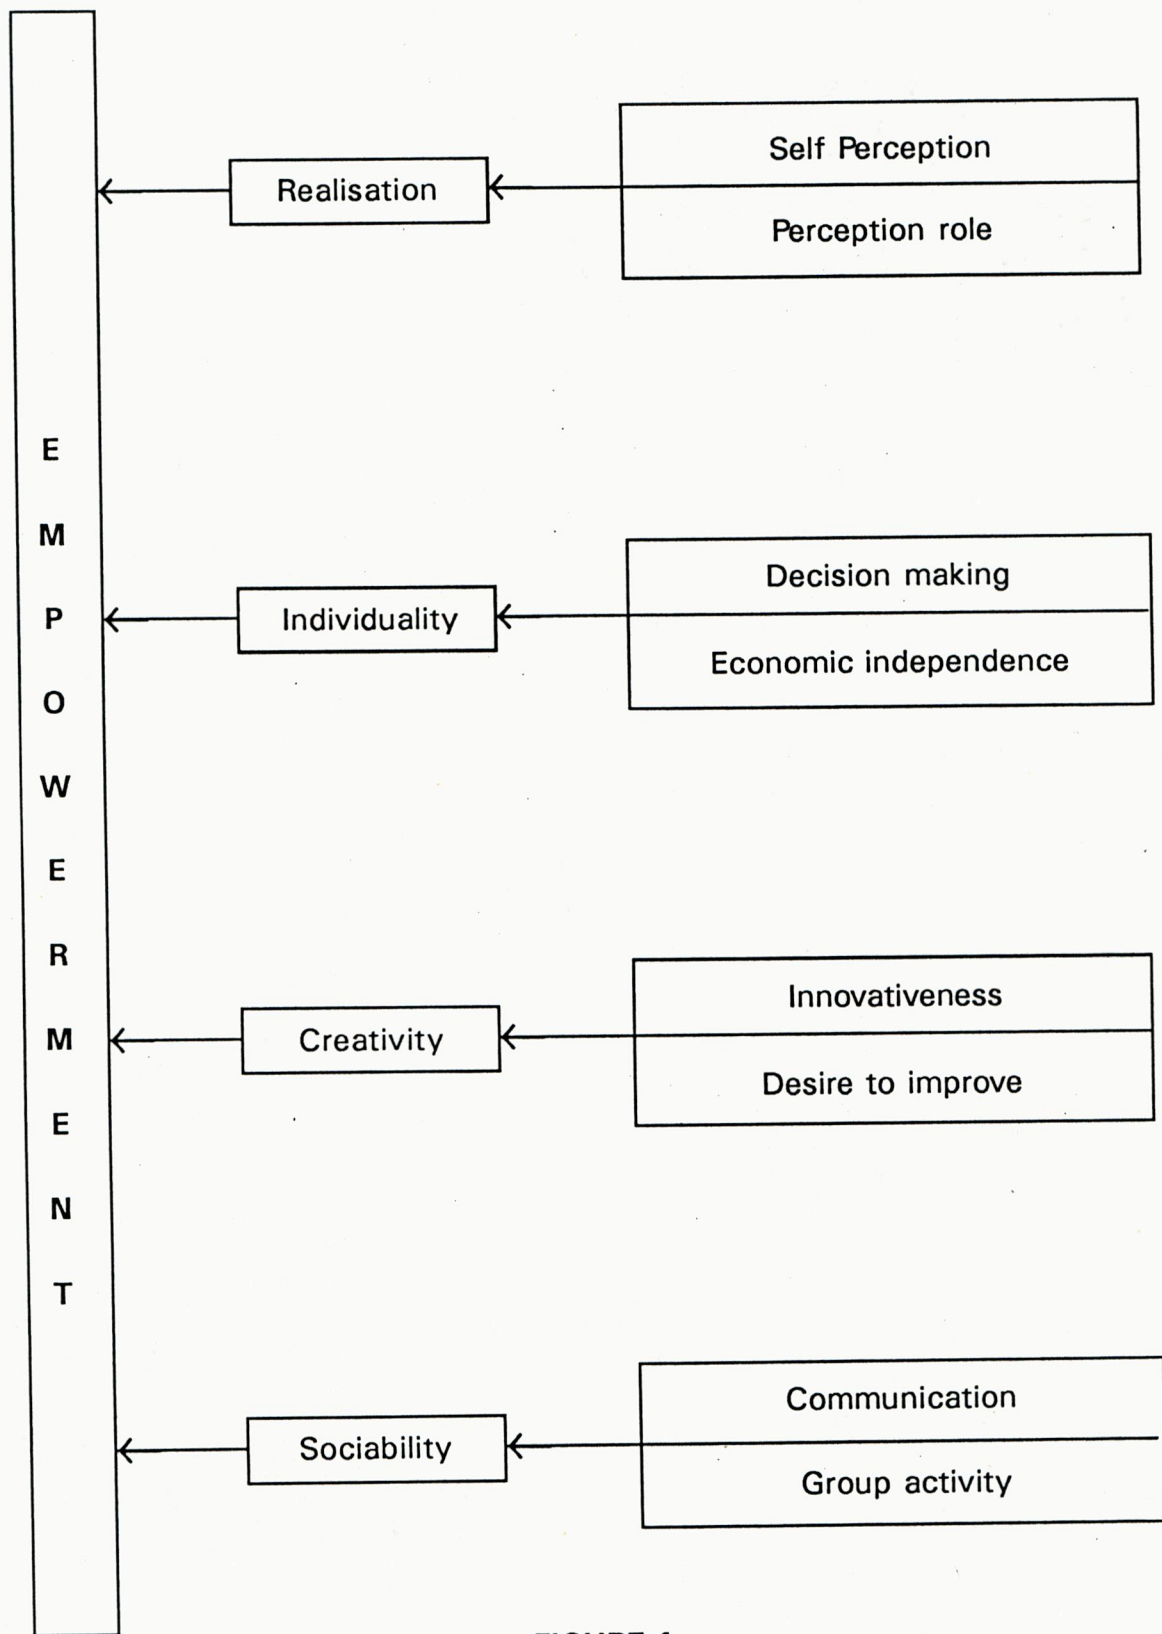 EMPOWERMENT
Self Perception
Realisation
Perception role
Decision making
Individuality
Economic independence
Innovativeness
Creativity
Desire to improve
Communication
Sociability
Group activity